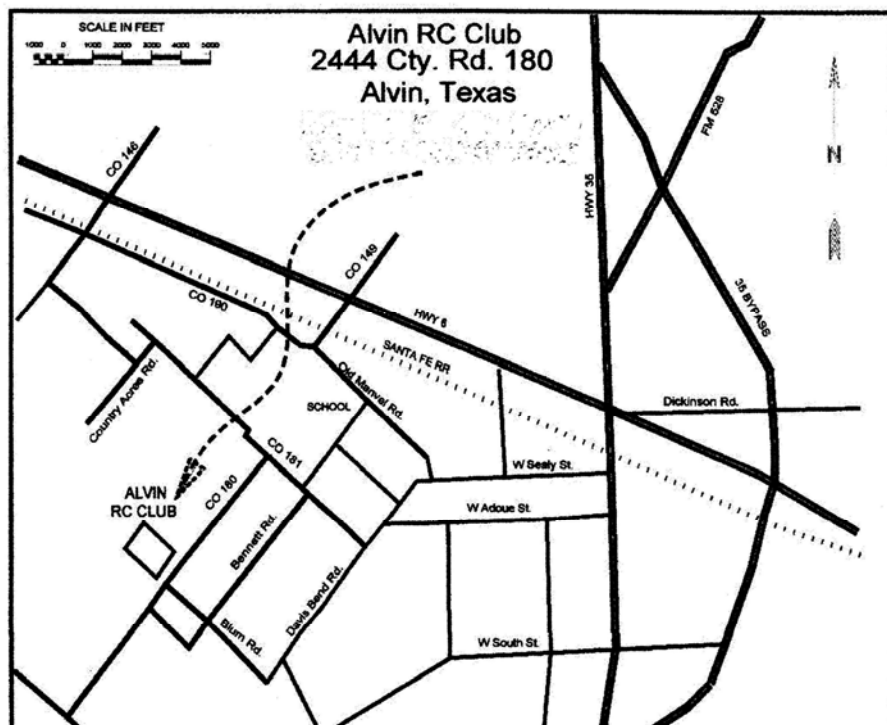 SCALE IN FEET
1000 0 1000 2000 3000 4000 5000
Alvin RC Club
2444 Cty. Rd. 180
Alvin, Texas
N
CO 146
HWY 35
FM 528
CO 149
CO 190
HWY 6
35 BYPASS
SANTA FE RR
Old Manvel Rd.
Country Acres Rd.
SCHOOL
Dickinson Rd.
CO 181
W Sealy St.
CO 180
ALVIN
RC CLUB
W Adoue St.
Bennett Rd.
Davis Bend Rd.
Blum Rd.
W South St.